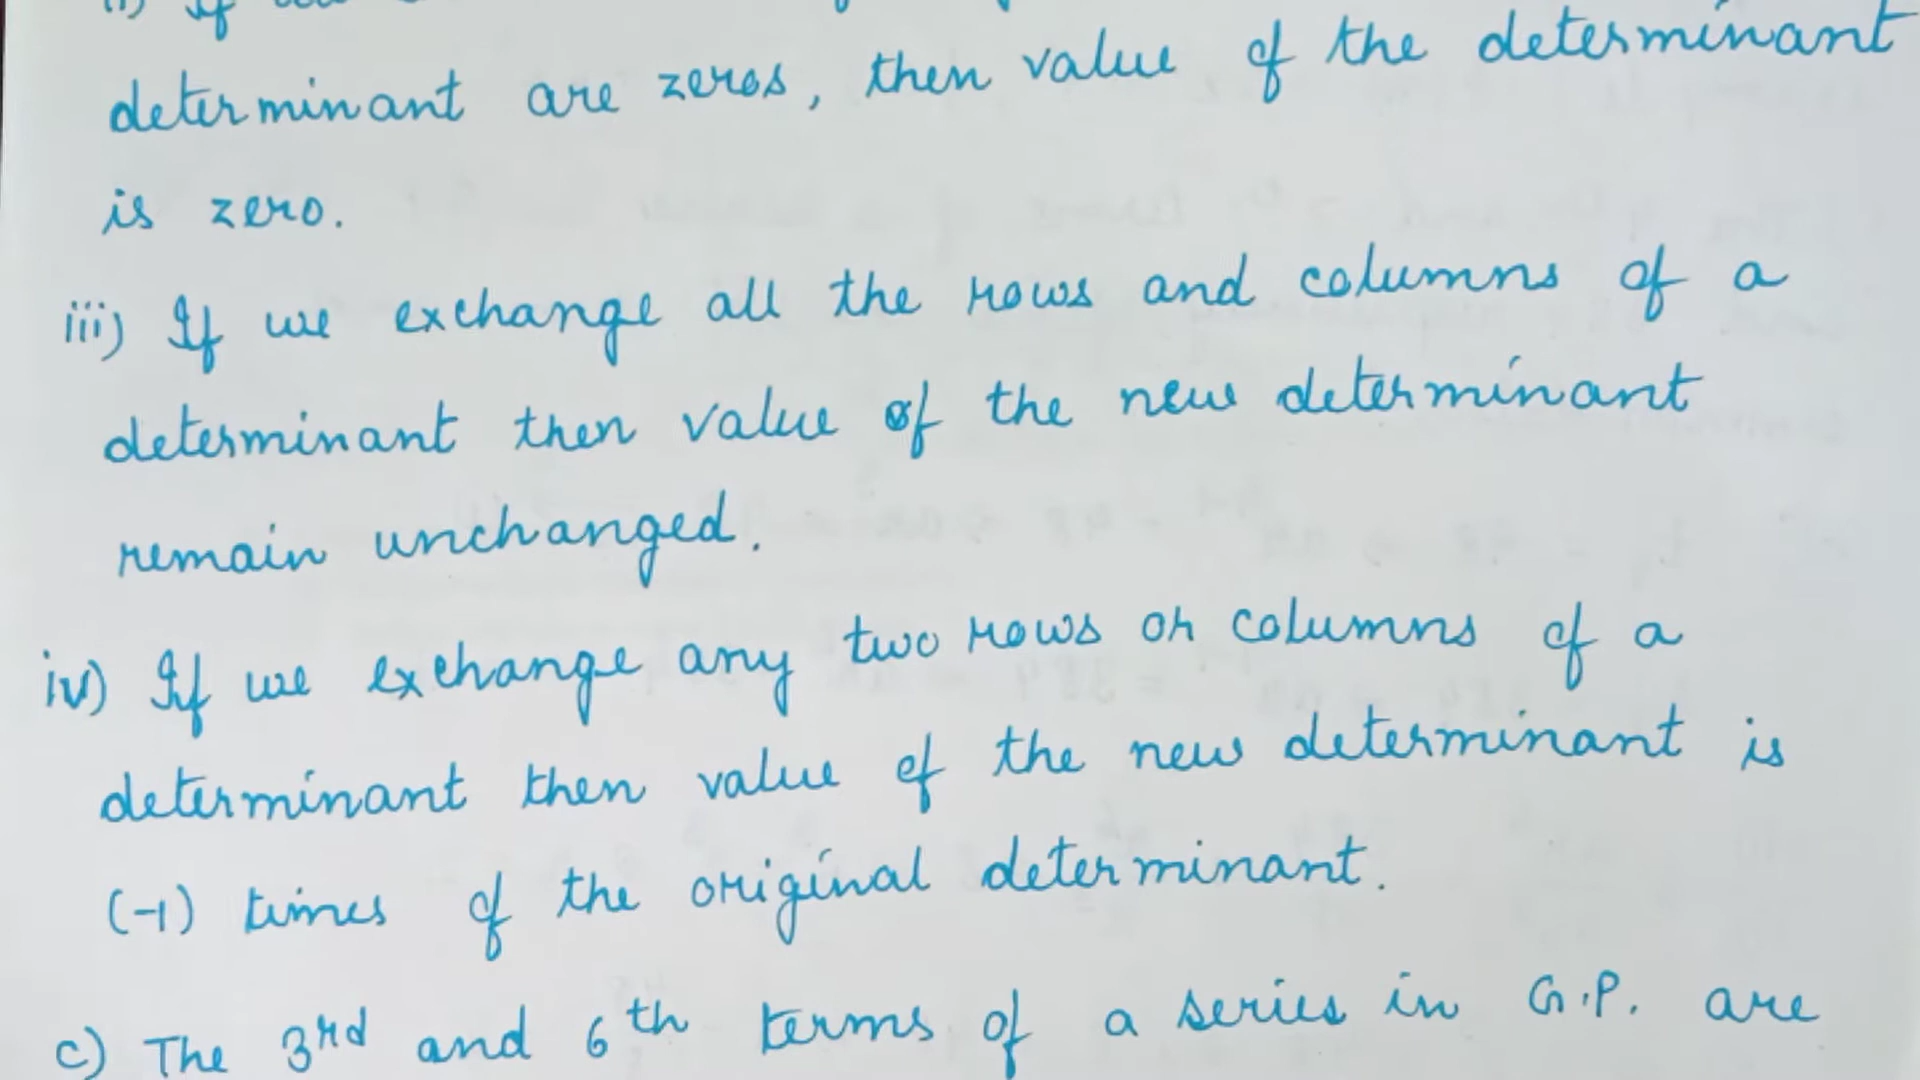 determinant are zeros, then value of the determinant
is zero.
iii) If we exchange all the rows and columns of a
determinant then value of the new determinant
remain unchanged.
iv) If we exchange any two rows or columns of a
determinant then value of the new determinant is
(-1) times of the original determinant.
c) The 3rd and 6th terms of a series in G.P. are